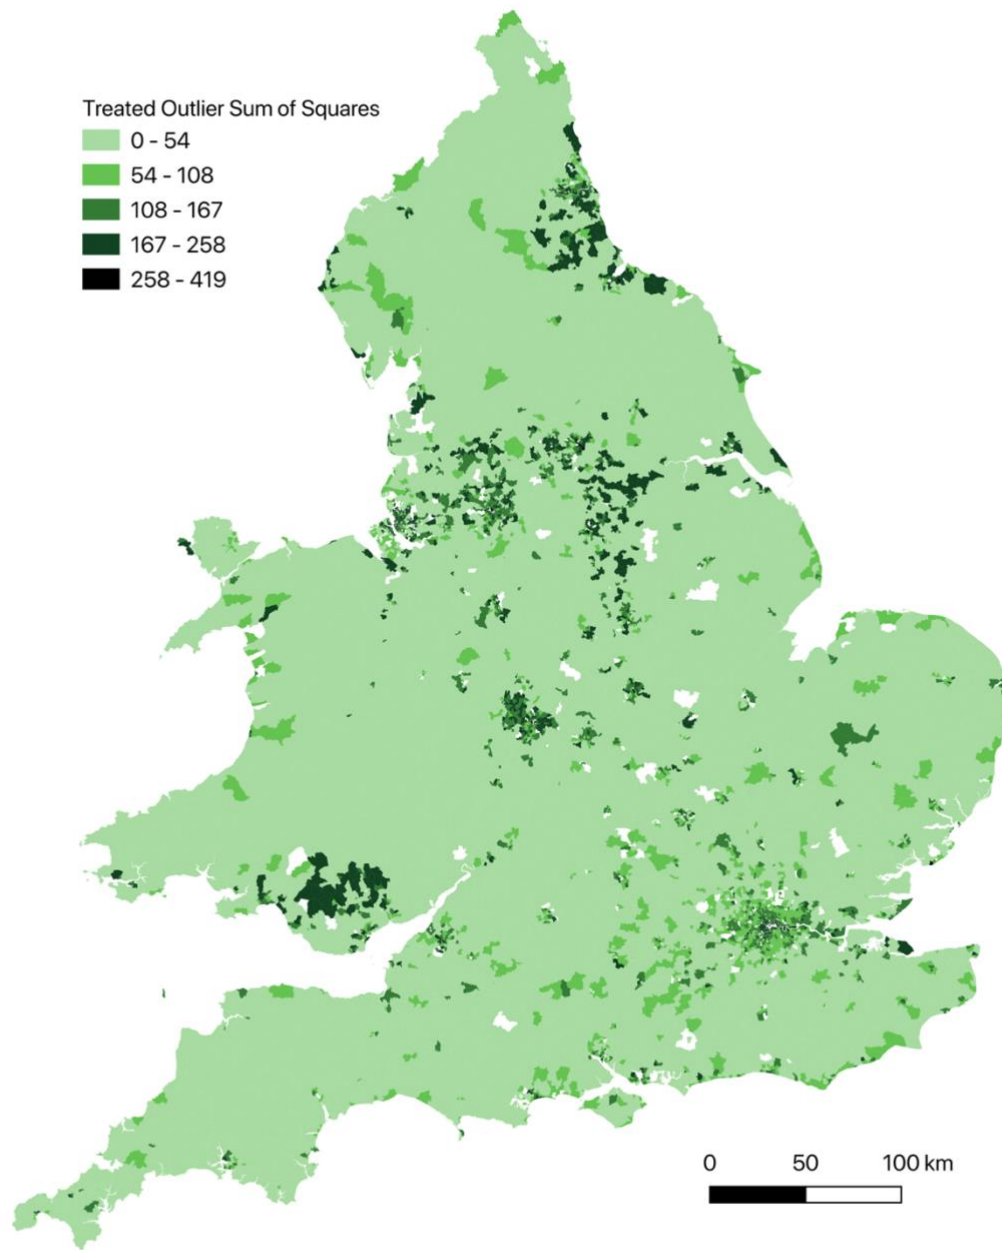 Treated Outlier Sum of Squares
0 - 54
54 - 108
108 - 167
167 - 258
258 - 419
0 50 100 km